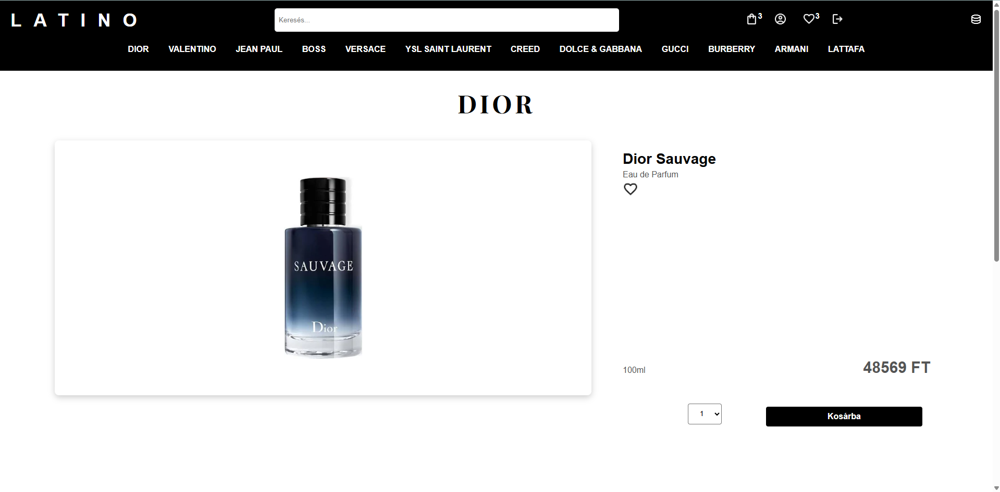 LATINO
Keresés...
3
3
DIOR VALENTINO JEAN PAUL BOSS VERSACE YSL SAINT LAURENT CREED DOLCE & GABBANA GUCCI BURBERRY ARMANI LATTAFA
DIOR
SAUVAGE
Dior
Dior Sauvage
Eau de Parfum
100ml
48569 FT
1
Kosárba